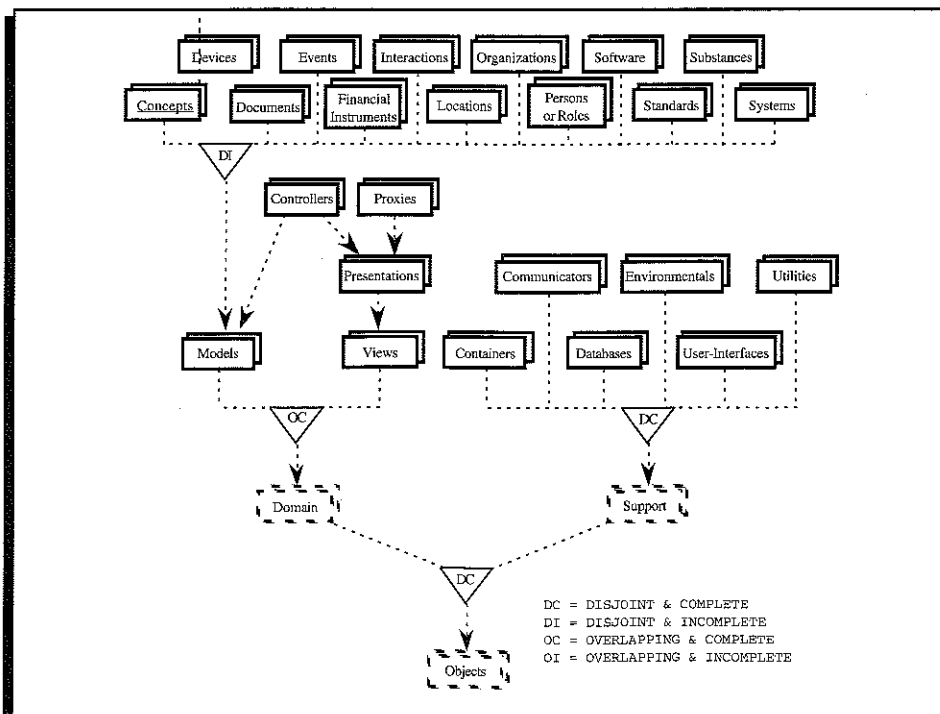 Devices
Events
Interactions
Organizations
Software
Substances
Concepts
Documents
Financial
Instruments
Locations
Persons
or Roles
Standards
Systems
DI
Controllers
Proxies
Presentations
Communicators
Environmentals
Utilities
Models
Views
Containers
Databases
User-Interfaces
OC
DC
Domain
Support
DC
DC = DISJOINT & COMPLETE
DI = DISJOINT & INCOMPLETE
OC = OVERLAPPING & COMPLETE
OI = OVERLAPPING & INCOMPLETE
Objects